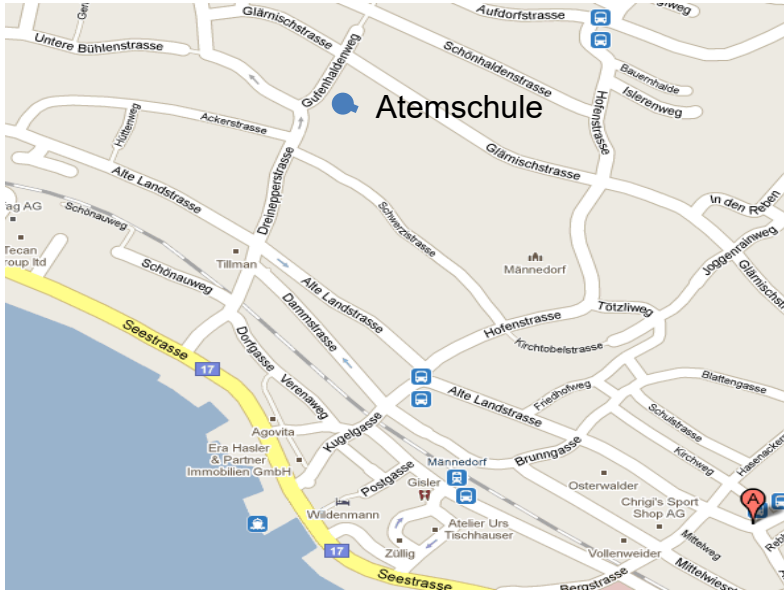 Aufdorfstrasse
Glärnischstrasse
Untere Bühlenstrasse
Gufenhaldenweg
Schönhaldenstrasse
Bauernhalde
Islerenweg
Hofenstrasse
Atemschule
Ackerstrasse
Hüttenweg
Glärnischstrasse
Alte Landstrasse
Dreinepperstrasse
Schwerzistrasse
In den Reben
Joggenrainweg
Schönauweg
Tecan
Tillman
Schönauweg
Männedorf
Alte Landstrasse
Dammstrasse
Tötzliweg
Hofenstrasse
Kirchtobelstrasse
Seestrasse
17
Dorfgasse
Verenaweg
Blattengasse
Friedhofweg
Alte Landstrasse
Schulstrasse
Agovita
Kugelgasse
Kirchweg
Era Hasler
& Partner
Immobilien GmbH
Brunngasse
Männedorf
Postgasse
Gisler
Osterwalder
Wildenmann
Chrigi's Sport
Shop AG
A
Atelier Urs
Tischhauser
Mittelweg
17
Züllig
Vollenweider
Seestrasse
Bergstrasse